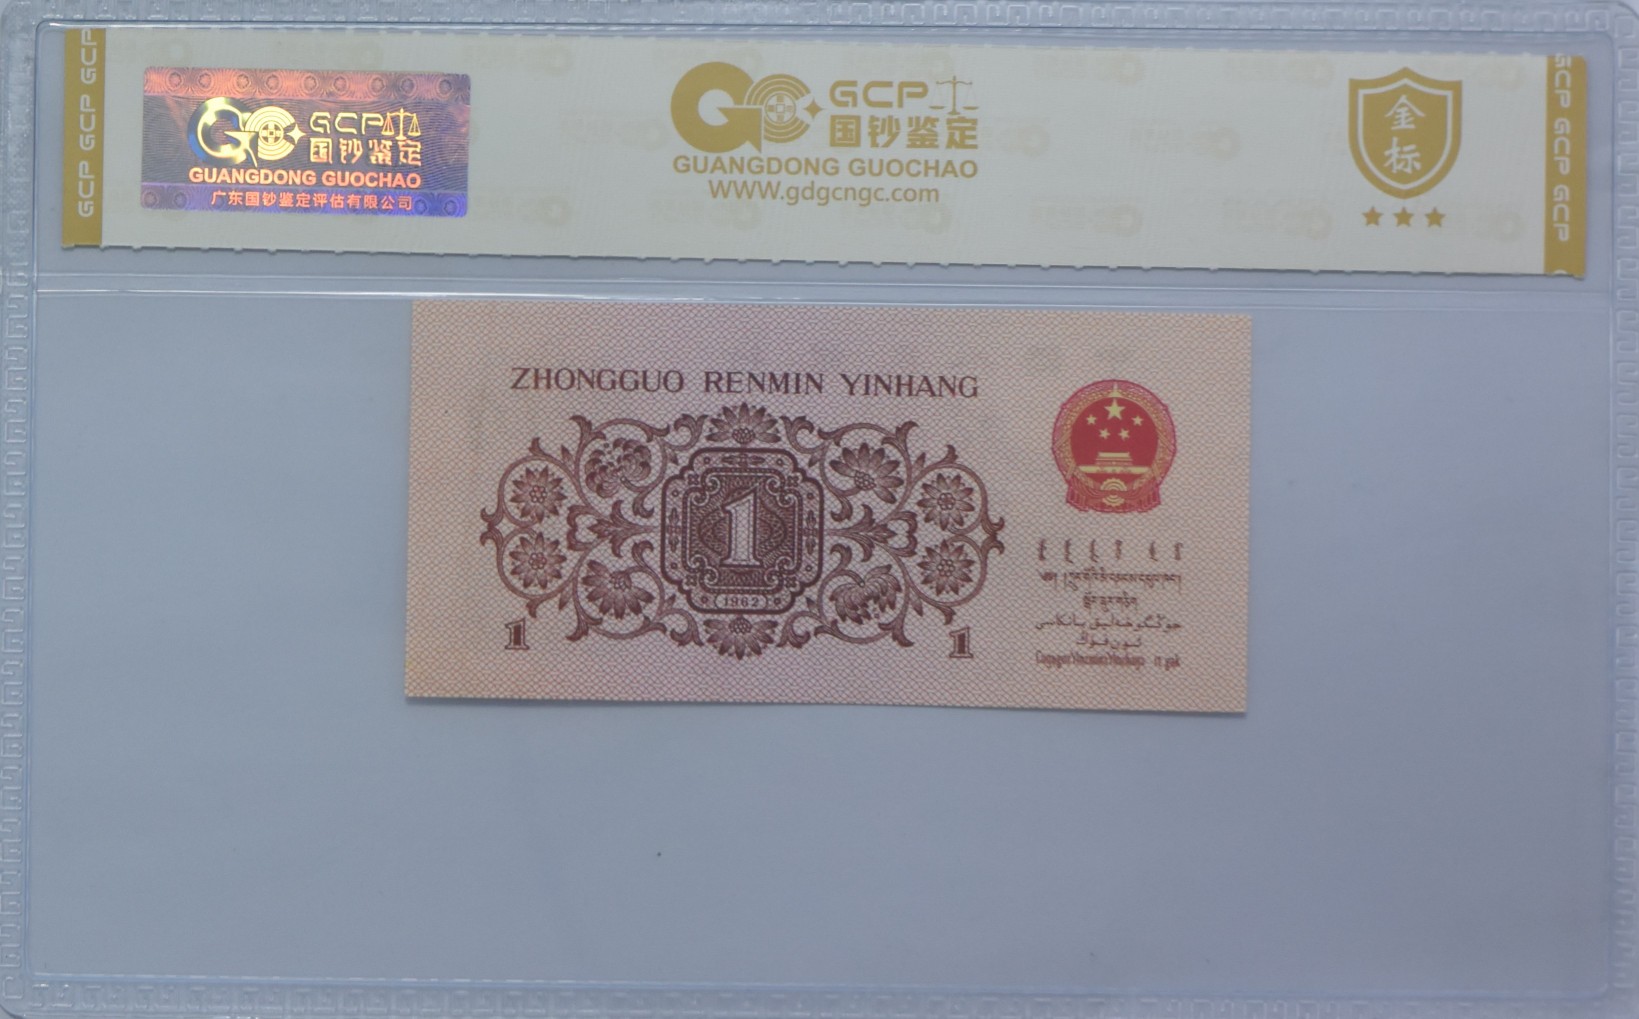 GCP GCP GCP
GCP
国钞鉴定
GUANGDONG GUOCHAO
广东国钞鉴定评估有限公司
GCP
国钞鉴定
GUANGDONG GUOCHAO
WWW.gdgcngc.com
金
标
GCP GCP GCP
ZHONGGUO RENMIN YINHANG
1
(1962)
1
1